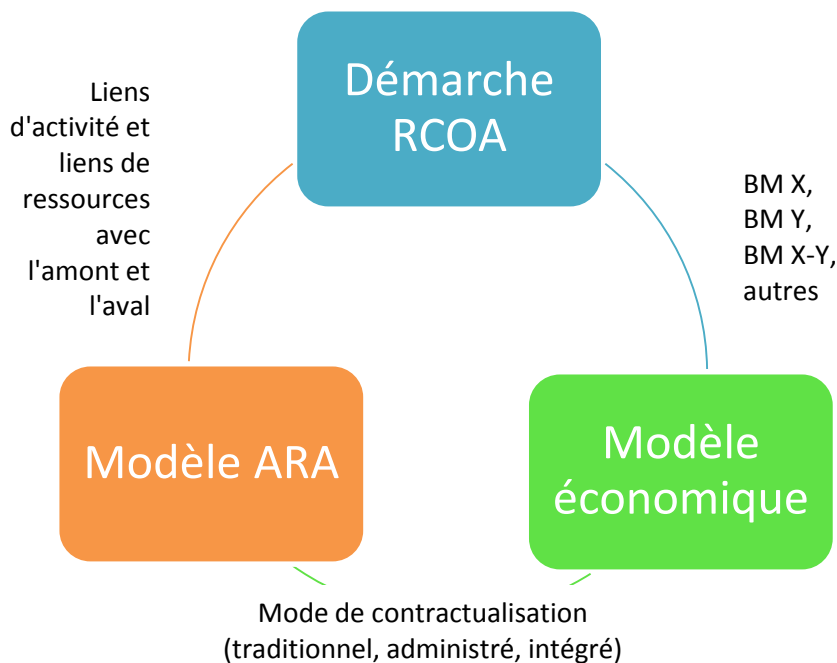 Démarche
RCOA
Liens
d'activité et
liens de
ressources
avec
l'amont et
l'aval
BM X,
BM Y,
BM X-Y,
autres
Modèle ARA
Modèle
économique
Mode de contractualisation
(traditionnel, administré, intégré)